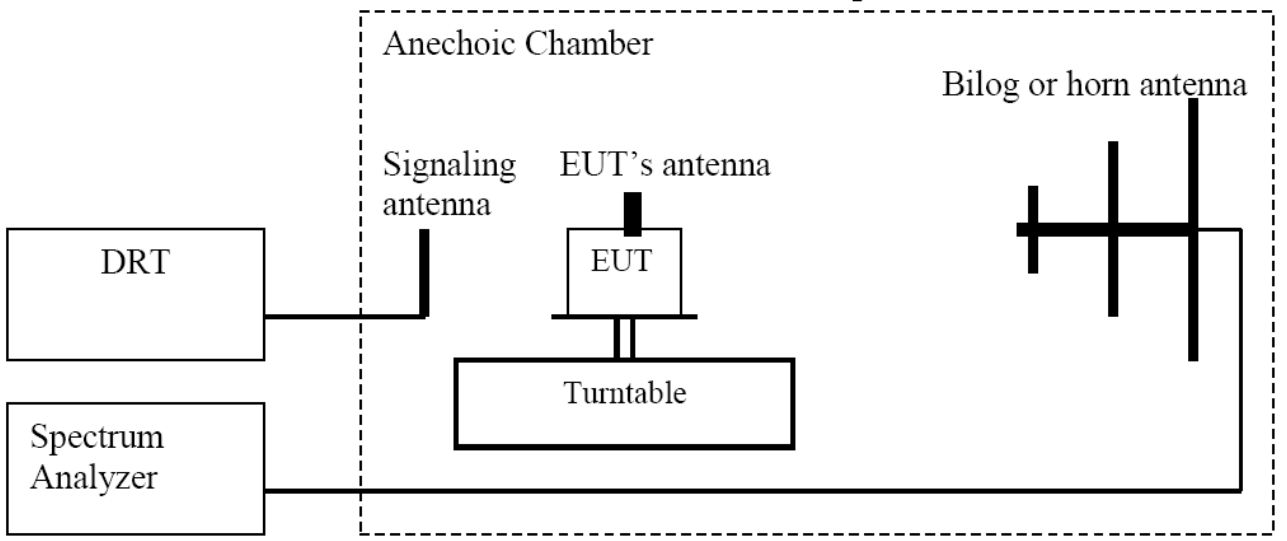 Anechoic Chamber
Bilog or horn antenna
Signaling
antenna
EUT’s antenna
DRT
EUT
Turntable
Spectrum
Analyzer